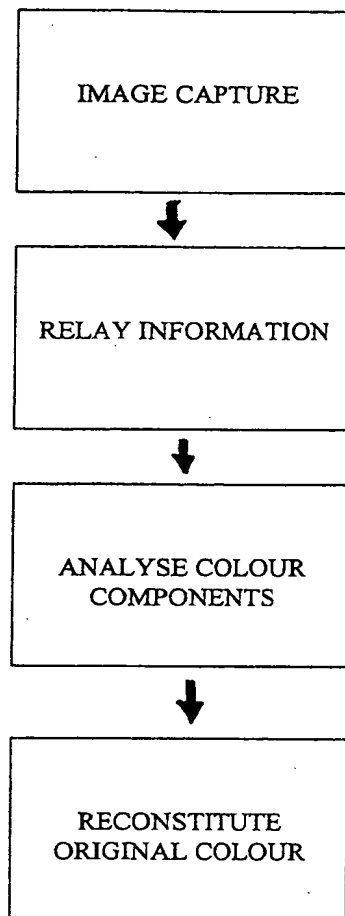 IMAGE CAPTURE
RELAY INFORMATION
ANALYSE COLOUR
COMPONENTS
RECONSTITUTE
ORIGINAL COLOUR